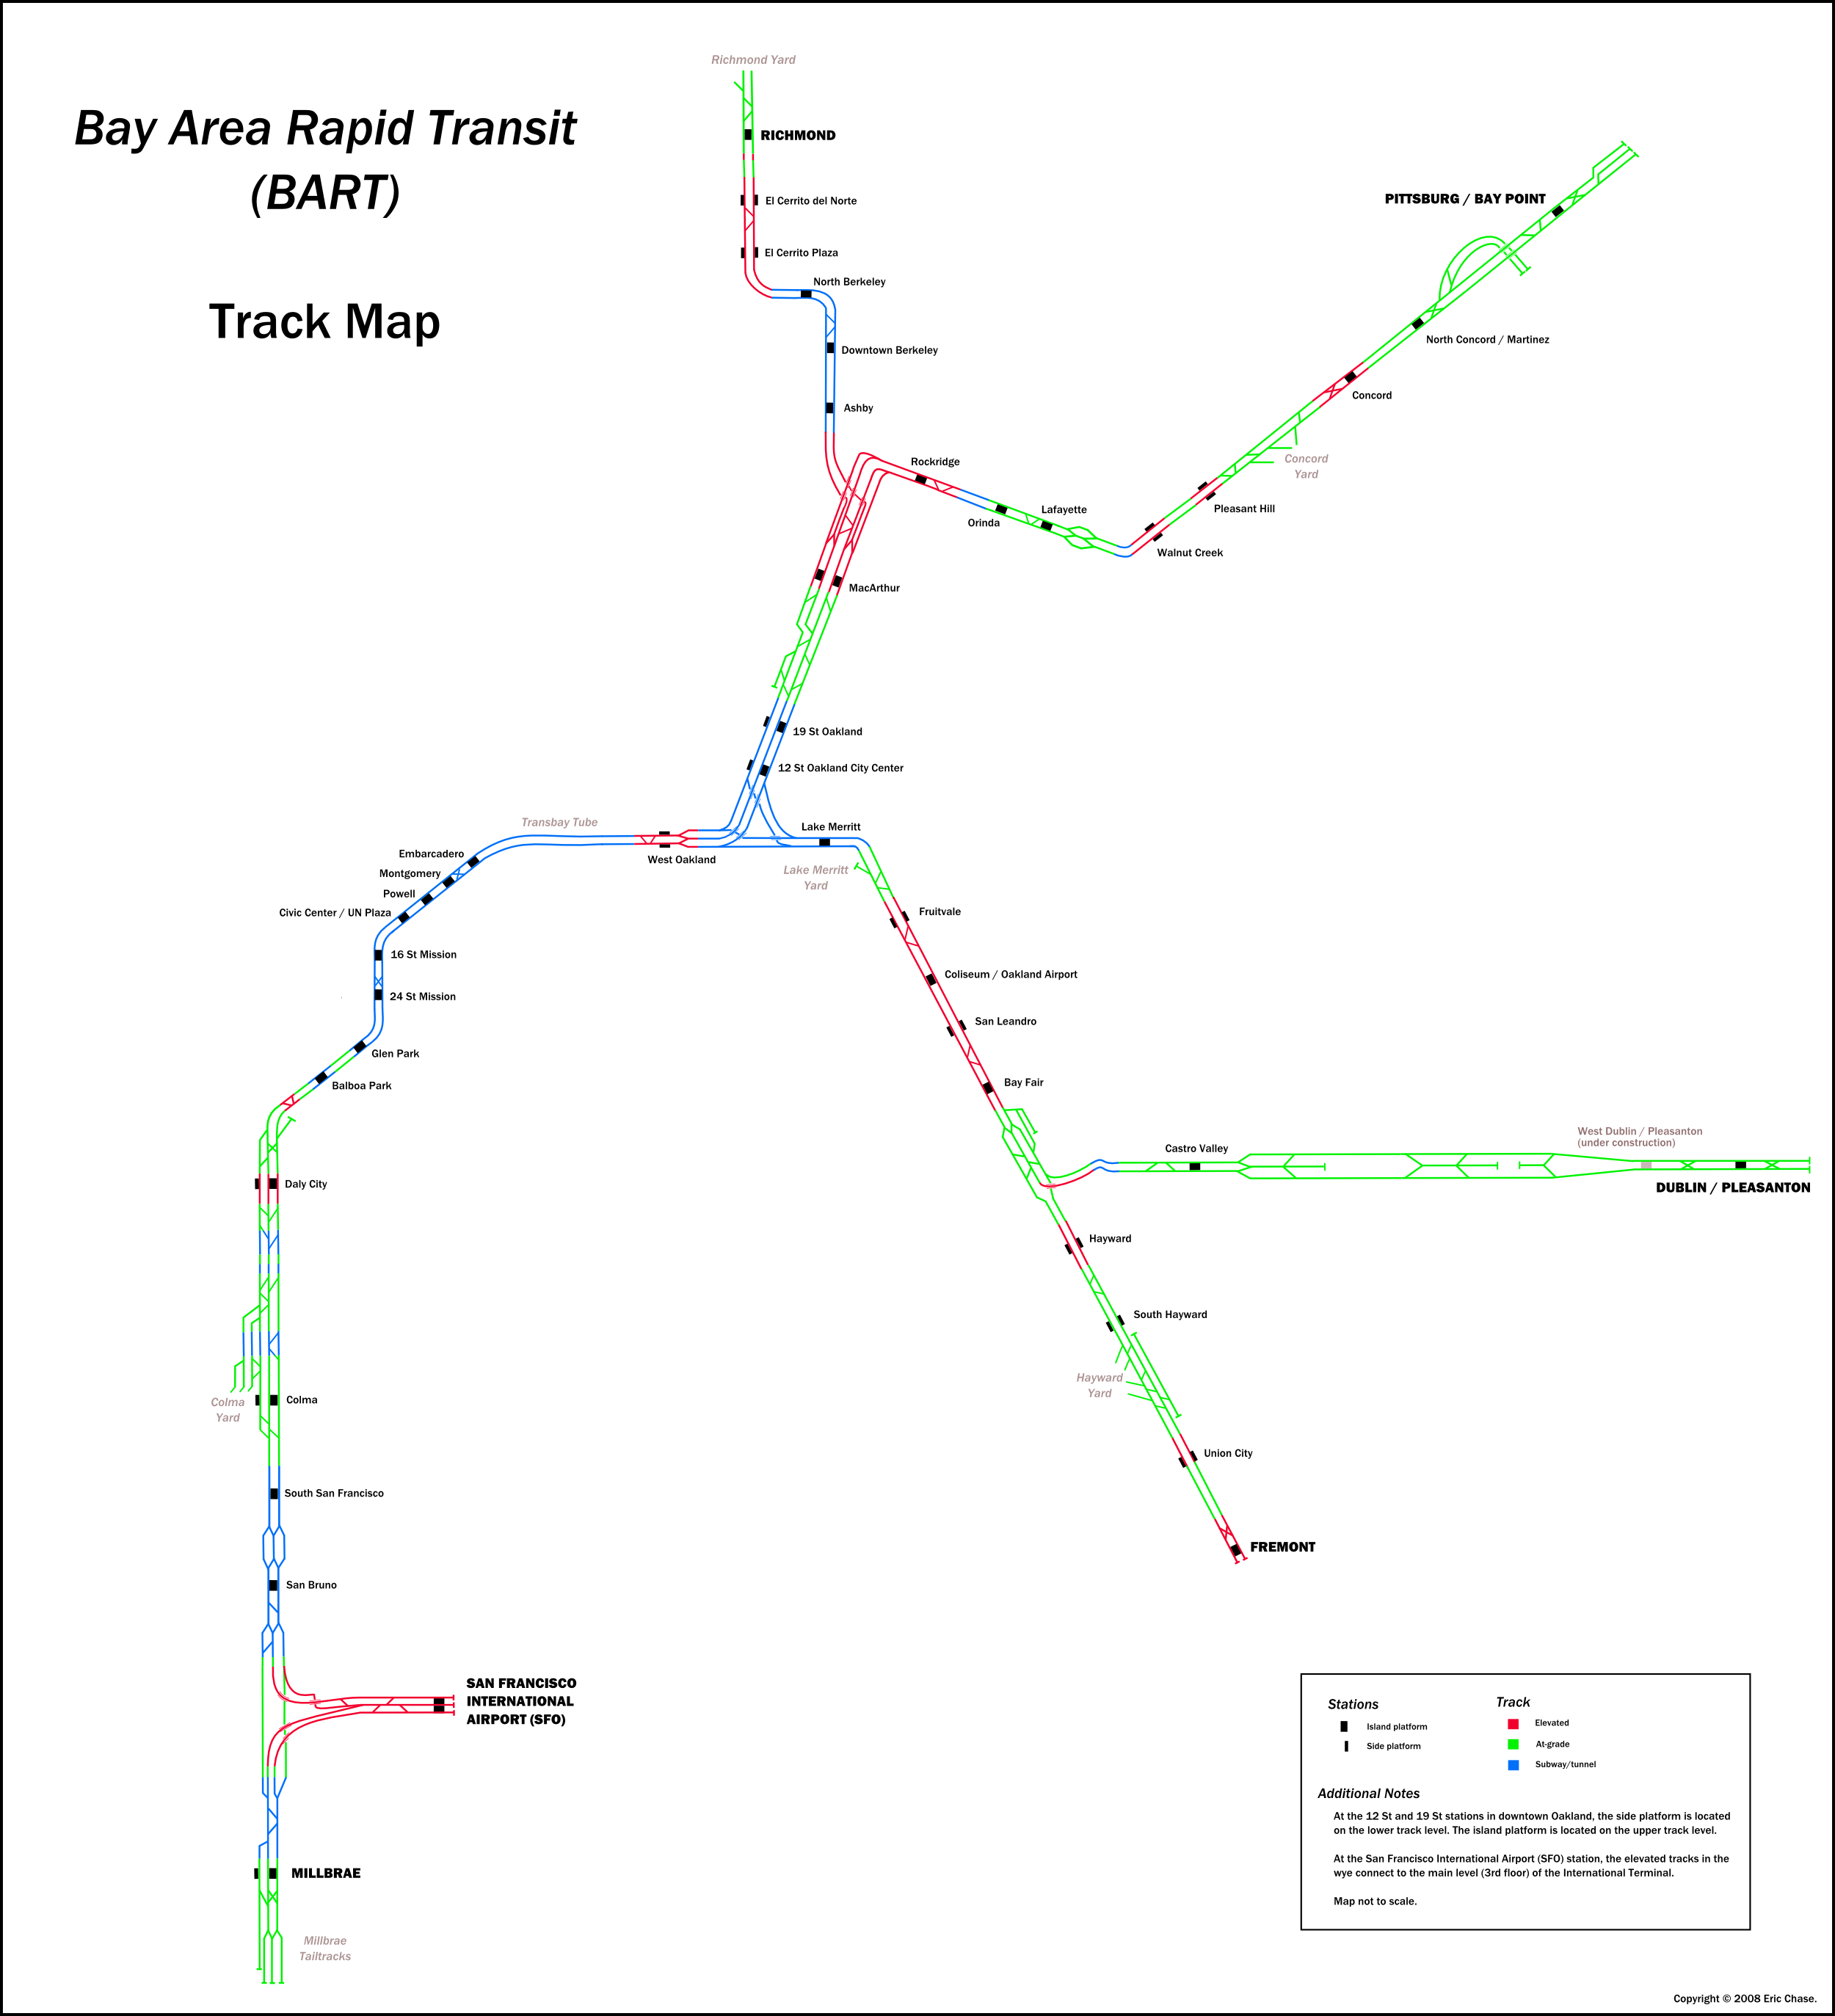 Bay Area Rapid Transit
(BART)
Track Map
Richmond Yard
RICHMOND
El Cerrito del Norte
El Cerrito Plaza
North Berkeley
Downtown Berkeley
Ashby
PITTSBURG / BAY POINT
North Concord / Martinez
Concord
Concord
Yard
Pleasant Hill
Walnut Creek
Lafayette
Orinda
Rockridge
MacArthur
19 St Oakland
12 St Oakland City Center
Lake Merritt
Lake Merritt
Yard
West Oakland
Transbay Tube
Embarcadero
Montgomery
Powell
Civic Center / UN Plaza
16 St Mission
24 St Mission
Glen Park
Balboa Park
Daly City
Colma
Yard
Colma
South San Francisco
San Bruno
SAN FRANCISCO
INTERNATIONAL
AIRPORT (SFO)
MILLBRAE
Millbrae
Tailtracks
Fruitvale
Coliseum / Oakland Airport
San Leandro
Bay Fair
Castro Valley
West Dublin / Pleasanton
(under construction)
DUBLIN / PLEASANTON
Hayward
South Hayward
Hayward
Yard
Union City
FREMONT
Stations
Island platform
Side platform
Track
Elevated
At-grade
Subway/tunnel
Additional Notes
At the 12 St and 19 St stations in downtown Oakland, the side platform is located
on the lower track level. The island platform is located on the upper track level.
At the San Francisco International Airport (SFO) station, the elevated tracks in the
wye connect to the main level (3rd floor) of the International Terminal.
Map not to scale.
Copyright © 2008 Eric Chase.